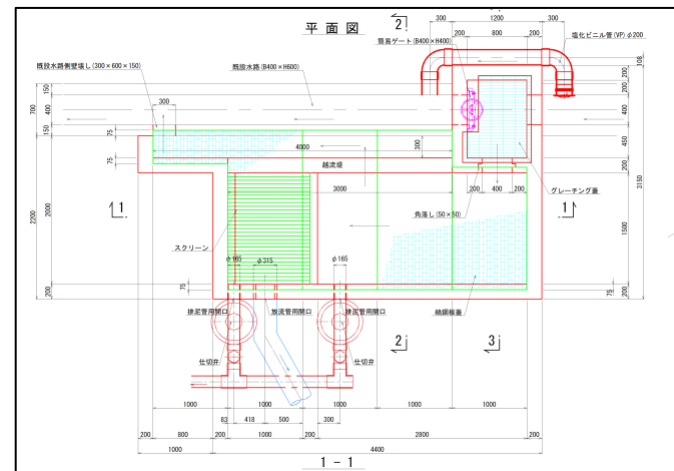 平 面 図
2
300
1200
300
塩化ビニル管(VP)φ200
簡易ゲート(B400×H400)
200
800
200
既設水路側壁壊し(300×600×150)
既設水路(B400×H600)
108
200
150
400
150
700
300
75
75
4000
300
越流堤
3000
200
400
450
200
3150
1500
200
200
400
200
グレーチング蓋
角落し(50×50)
1
1
2200
2000
200
スクリーン
φ165
φ315
φ165
75
75
排泥管用開口
放流管用開口
排泥管用開口
2
3
縞鋼板蓋
仕切弁
仕切弁
1000
1000
1000
1000
1000
83
418
500
300
200
800
200
1000
200
2800
200
1000
4400
1 - 1